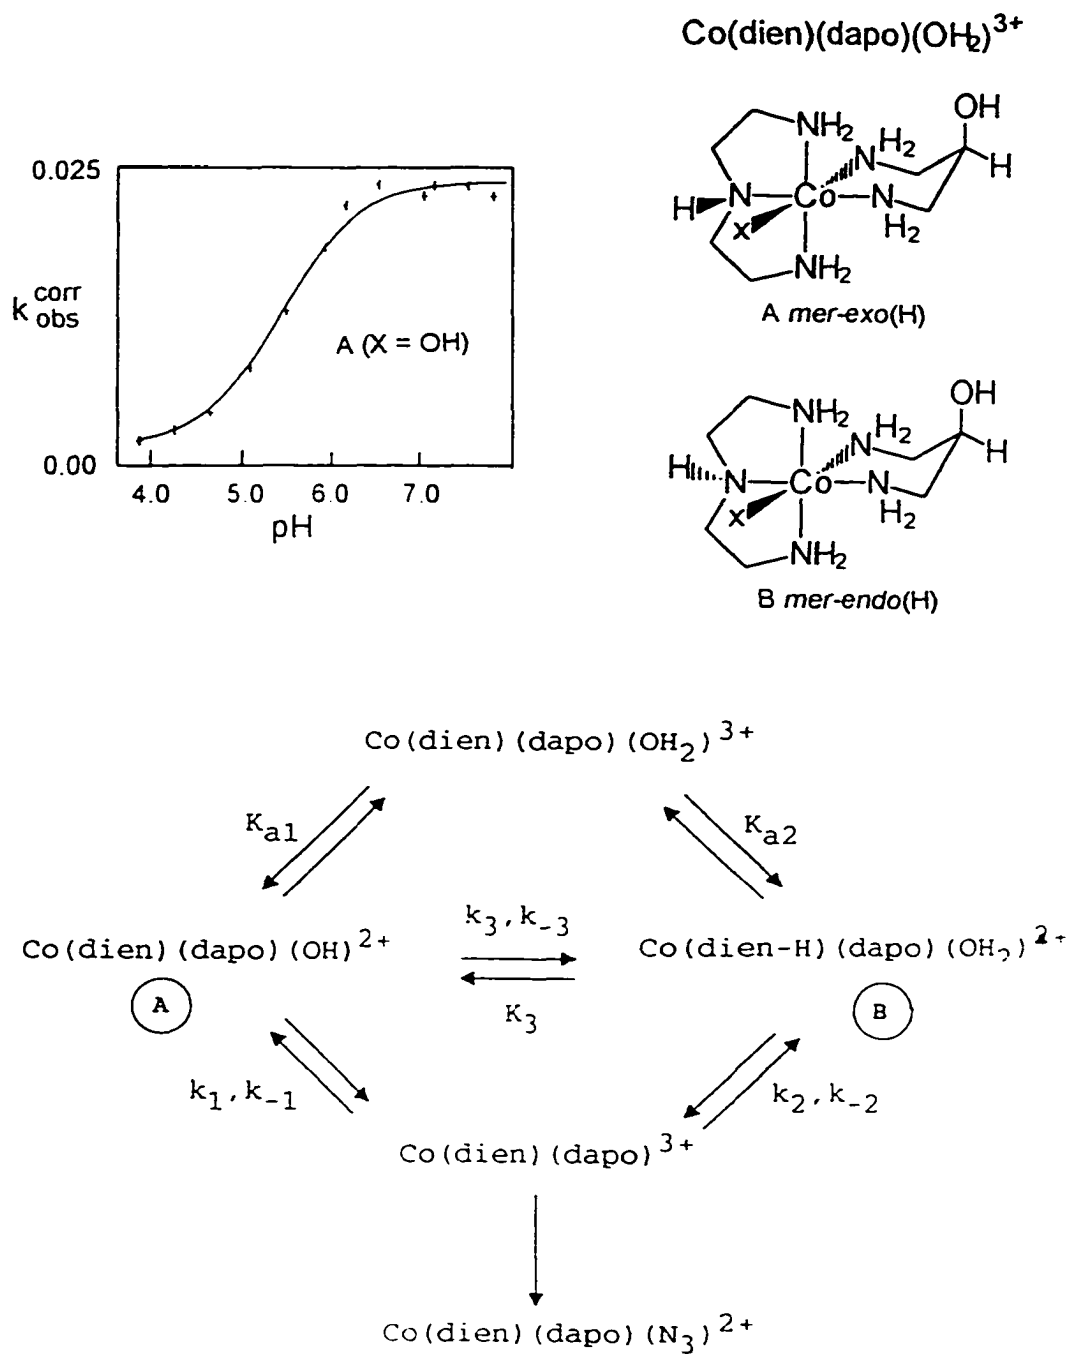 Co(dien)(dapo)(OH₂)³⁺
0.025
k obs corr
0.00
A (X = OH)
4.0 5.0 6.0 7.0
pH
OH
NH₂
H₂
N
H
H N Co N
X
H₂
NH₂
A mer-exo(H)
OH
NH₂
H₂
N
H
H N Co N
X
H₂
NH₂
B mer-endo(H)
Co(dien)(dapo)(OH₂)³⁺
Kₐ₁ Kₐ₂
k₃,k₋₃
Co(dien)(dapo)(OH)²⁺ Co(dien-H)(dapo)(OH₂)²⁺
A K₃ B
k₁,k₋₁ k₂,k₋₂
Co(dien)(dapo)³⁺
Co(dien)(dapo)(N₃)²⁺